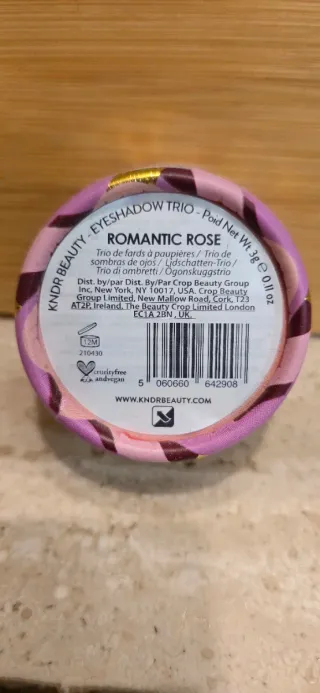 KNDR BEAUTY - EYESHADOW TRIO - Poid Net Wt 3g ℮ 0.11 oz
ROMANTIC ROSE
Trio de fards à paupières / Trio de
sombras de ojos / Lidschatten-Trio /
Trio di ombretti / Ögonskuggstrio
Dist. by/par Dist. By/Par Crop Beauty Group
Inc, New York, NY 10017, USA. Crop Beauty
Group Limited, New Mallow Road, Cork, T23
AT2P, Ireland. The Beauty Crop Limited London
EC1A 2BN , UK.
12M
210430
crueltyfree
andvegan
5 060660 642908
WWW.KNDRBEAUTY.COM